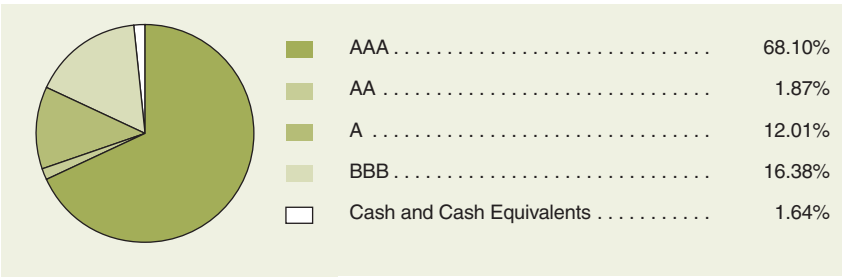 AAA . . . . . . . . . . . . . . . . . . . . . . . . . . . . . . 68.10%
AA . . . . . . . . . . . . . . . . . . . . . . . . . . . . . . . 1.87%
A . . . . . . . . . . . . . . . . . . . . . . . . . . . . . . . . 12.01%
BBB . . . . . . . . . . . . . . . . . . . . . . . . . . . . . . 16.38%
Cash and Cash Equivalents . . . . . . . . . . . 1.64%